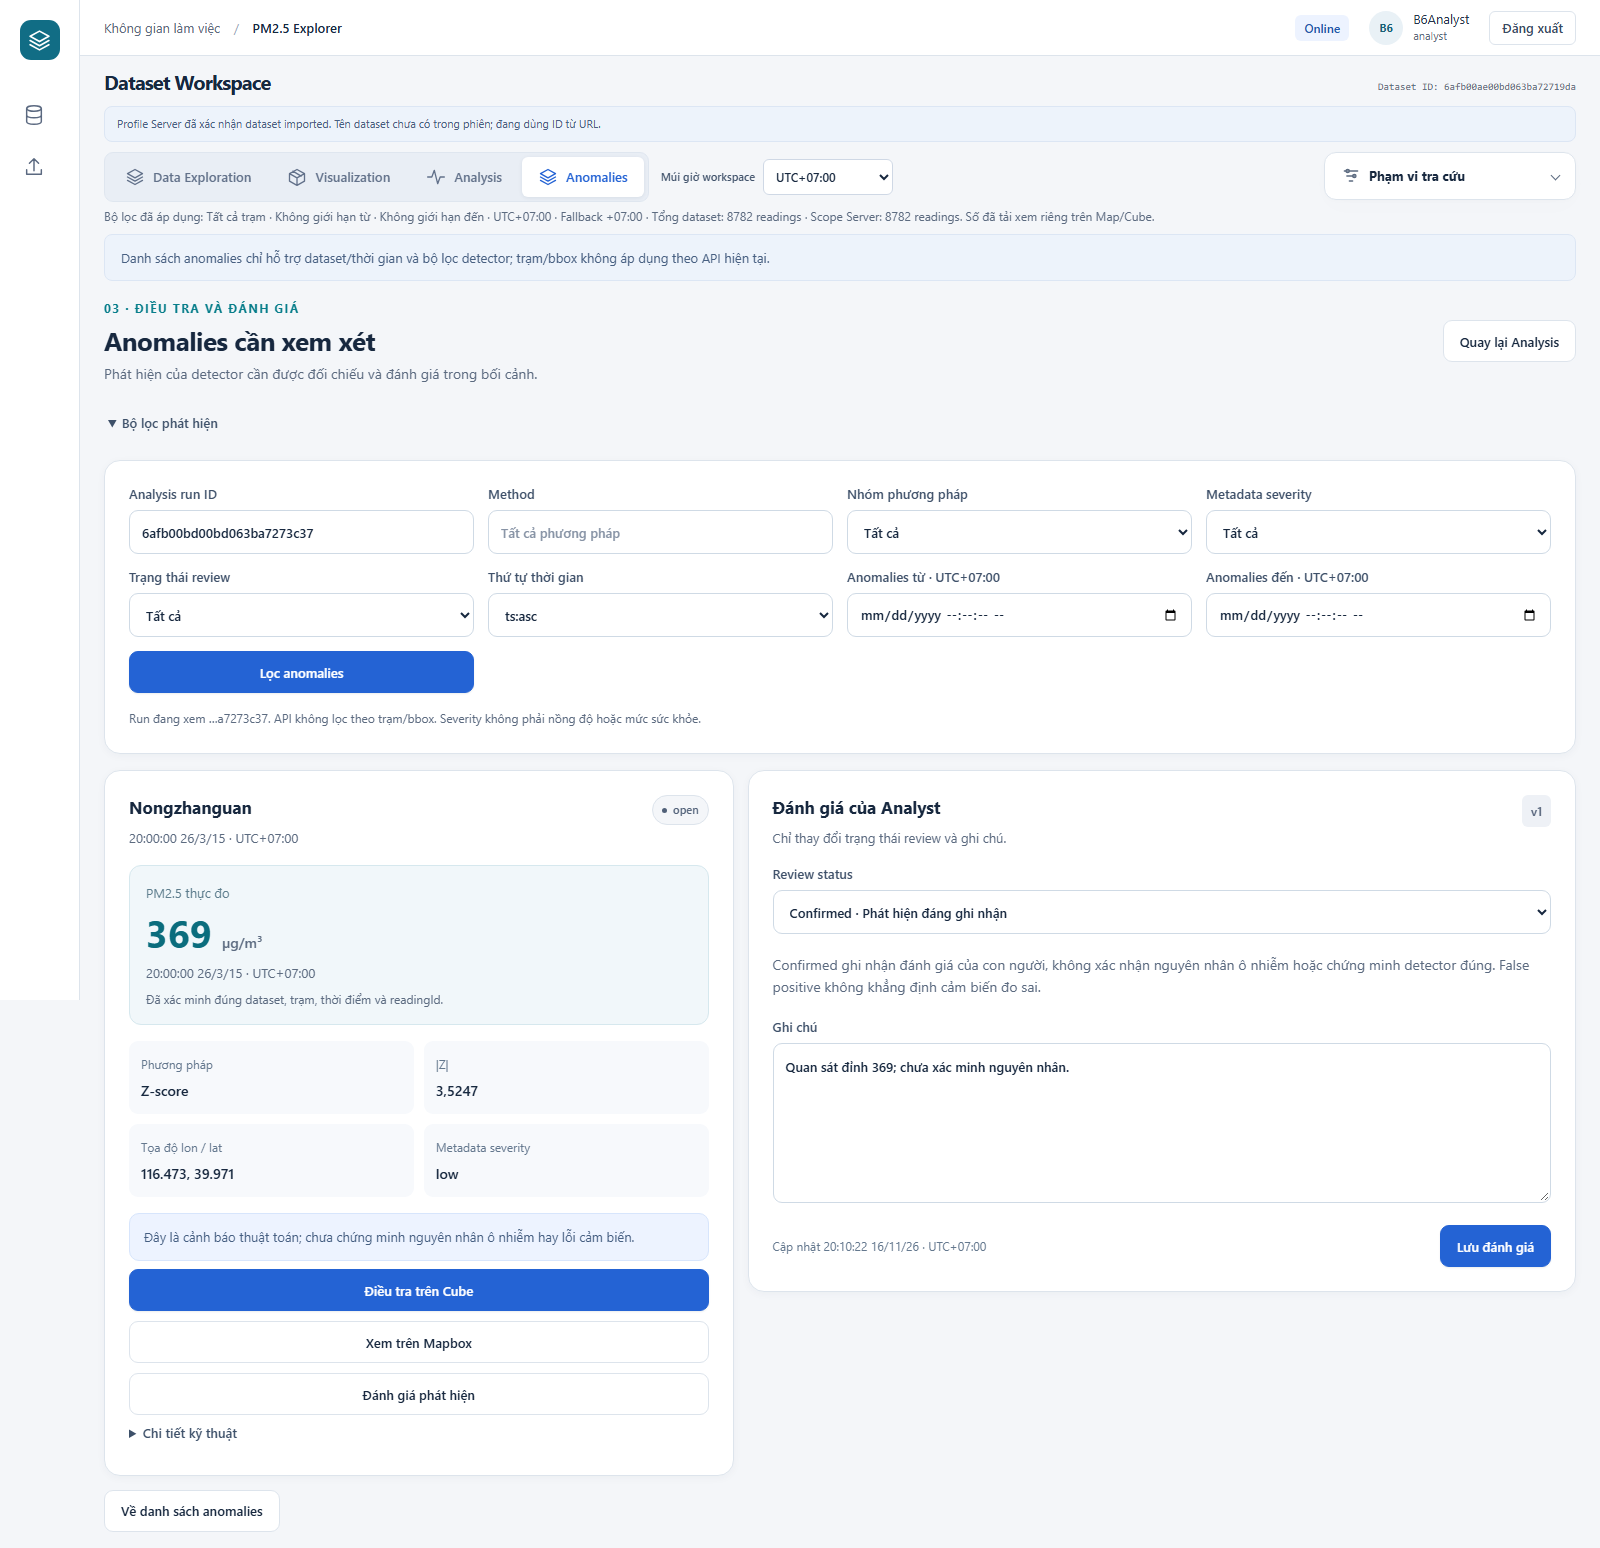 Không gian làm việc / PM2.5 Explorer
Online
B6
B6Analyst
analyst
Đăng xuất
Dataset Workspace
Dataset ID: 6afb00ae00bd063ba72719da
Profile Server đã xác nhận dataset imported. Tên dataset chưa có trong phiên; đang dùng ID từ URL.
Data Exploration
Visualization
Analysis
Anomalies
Múi giờ workspace
UTC+07:00
Phạm vi tra cứu
Bộ lọc đã áp dụng: Tất cả trạm · Không giới hạn từ · Không giới hạn đến · UTC+07:00 · Fallback +07:00 · Tổng dataset: 8782 readings · Scope Server: 8782 readings. Số đã tải xem riêng trên Map/Cube.
Danh sách anomalies chỉ hỗ trợ dataset/thời gian và bộ lọc detector; trạm/bbox không áp dụng theo API hiện tại.
03 · ĐIỀU TRA VÀ ĐÁNH GIÁ
Anomalies cần xem xét
Phát hiện của detector cần được đối chiếu và đánh giá trong bối cảnh.
Quay lại Analysis
▼ Bộ lọc phát hiện
Analysis run ID
Method
Nhóm phương pháp
Metadata severity
6afb00bd00bd063ba7273c37
Tất cả phương pháp
Tất cả
Tất cả
Trạng thái review
Thứ tự thời gian
Anomalies từ · UTC+07:00
Anomalies đến · UTC+07:00
Tất cả
ts:asc
mm/dd/yyyy --:--:-- --
mm/dd/yyyy --:--:-- --
Lọc anomalies
Run đang xem ...a7273c37. API không lọc theo trạm/bbox. Severity không phải nồng độ hoặc mức sức khỏe.
Nongzhanguan
open
20:00:00 26/3/15 · UTC+07:00
PM2.5 thực đo
369 µg/m³
20:00:00 26/3/15 · UTC+07:00
Đã xác minh đúng dataset, trạm, thời điểm và readingId.
Phương pháp
Z-score
|Z|
3,5247
Tọa độ lon / lat
116.473, 39.971
Metadata severity
low
Đây là cảnh báo thuật toán; chưa chứng minh nguyên nhân ô nhiễm hay lỗi cảm biến.
Điều tra trên Cube
Xem trên Mapbox
Đánh giá phát hiện
▶ Chi tiết kỹ thuật
Đánh giá của Analyst
v1
Chỉ thay đổi trạng thái review và ghi chú.
Review status
Confirmed · Phát hiện đáng ghi nhận
Confirmed ghi nhận đánh giá của con người, không xác nhận nguyên nhân ô nhiễm hoặc chứng minh detector đúng. False
positive không khẳng định cảm biến đo sai.
Ghi chú
Quan sát đỉnh 369; chưa xác minh nguyên nhân.
Cập nhật 20:10:22 16/11/26 · UTC+07:00
Lưu đánh giá
Về danh sách anomalies